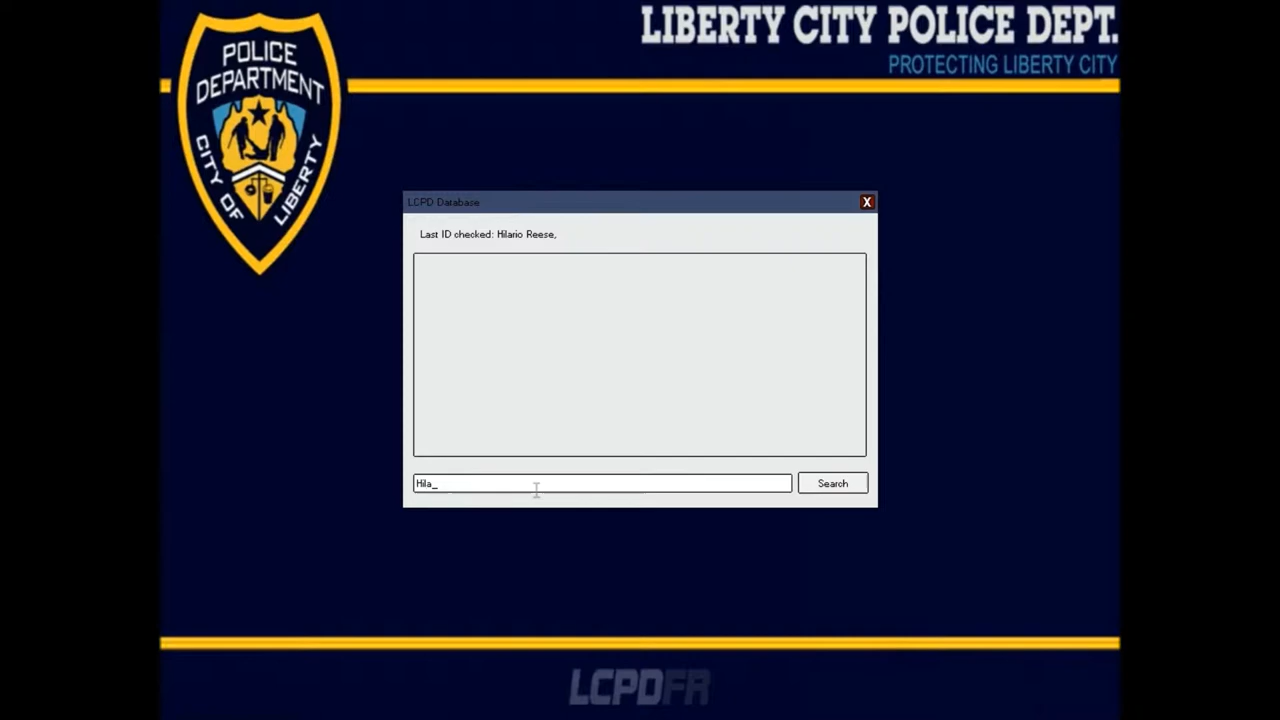 LIBERTY CITY POLICE DEPT.
PROTECTING LIBERTY CITY
POLICE
DEPARTMENT
CITY OF LIBERTY
LCPD Database
X
Last ID checked: Hilario Reese,
Hila_
Search
LCPDFR